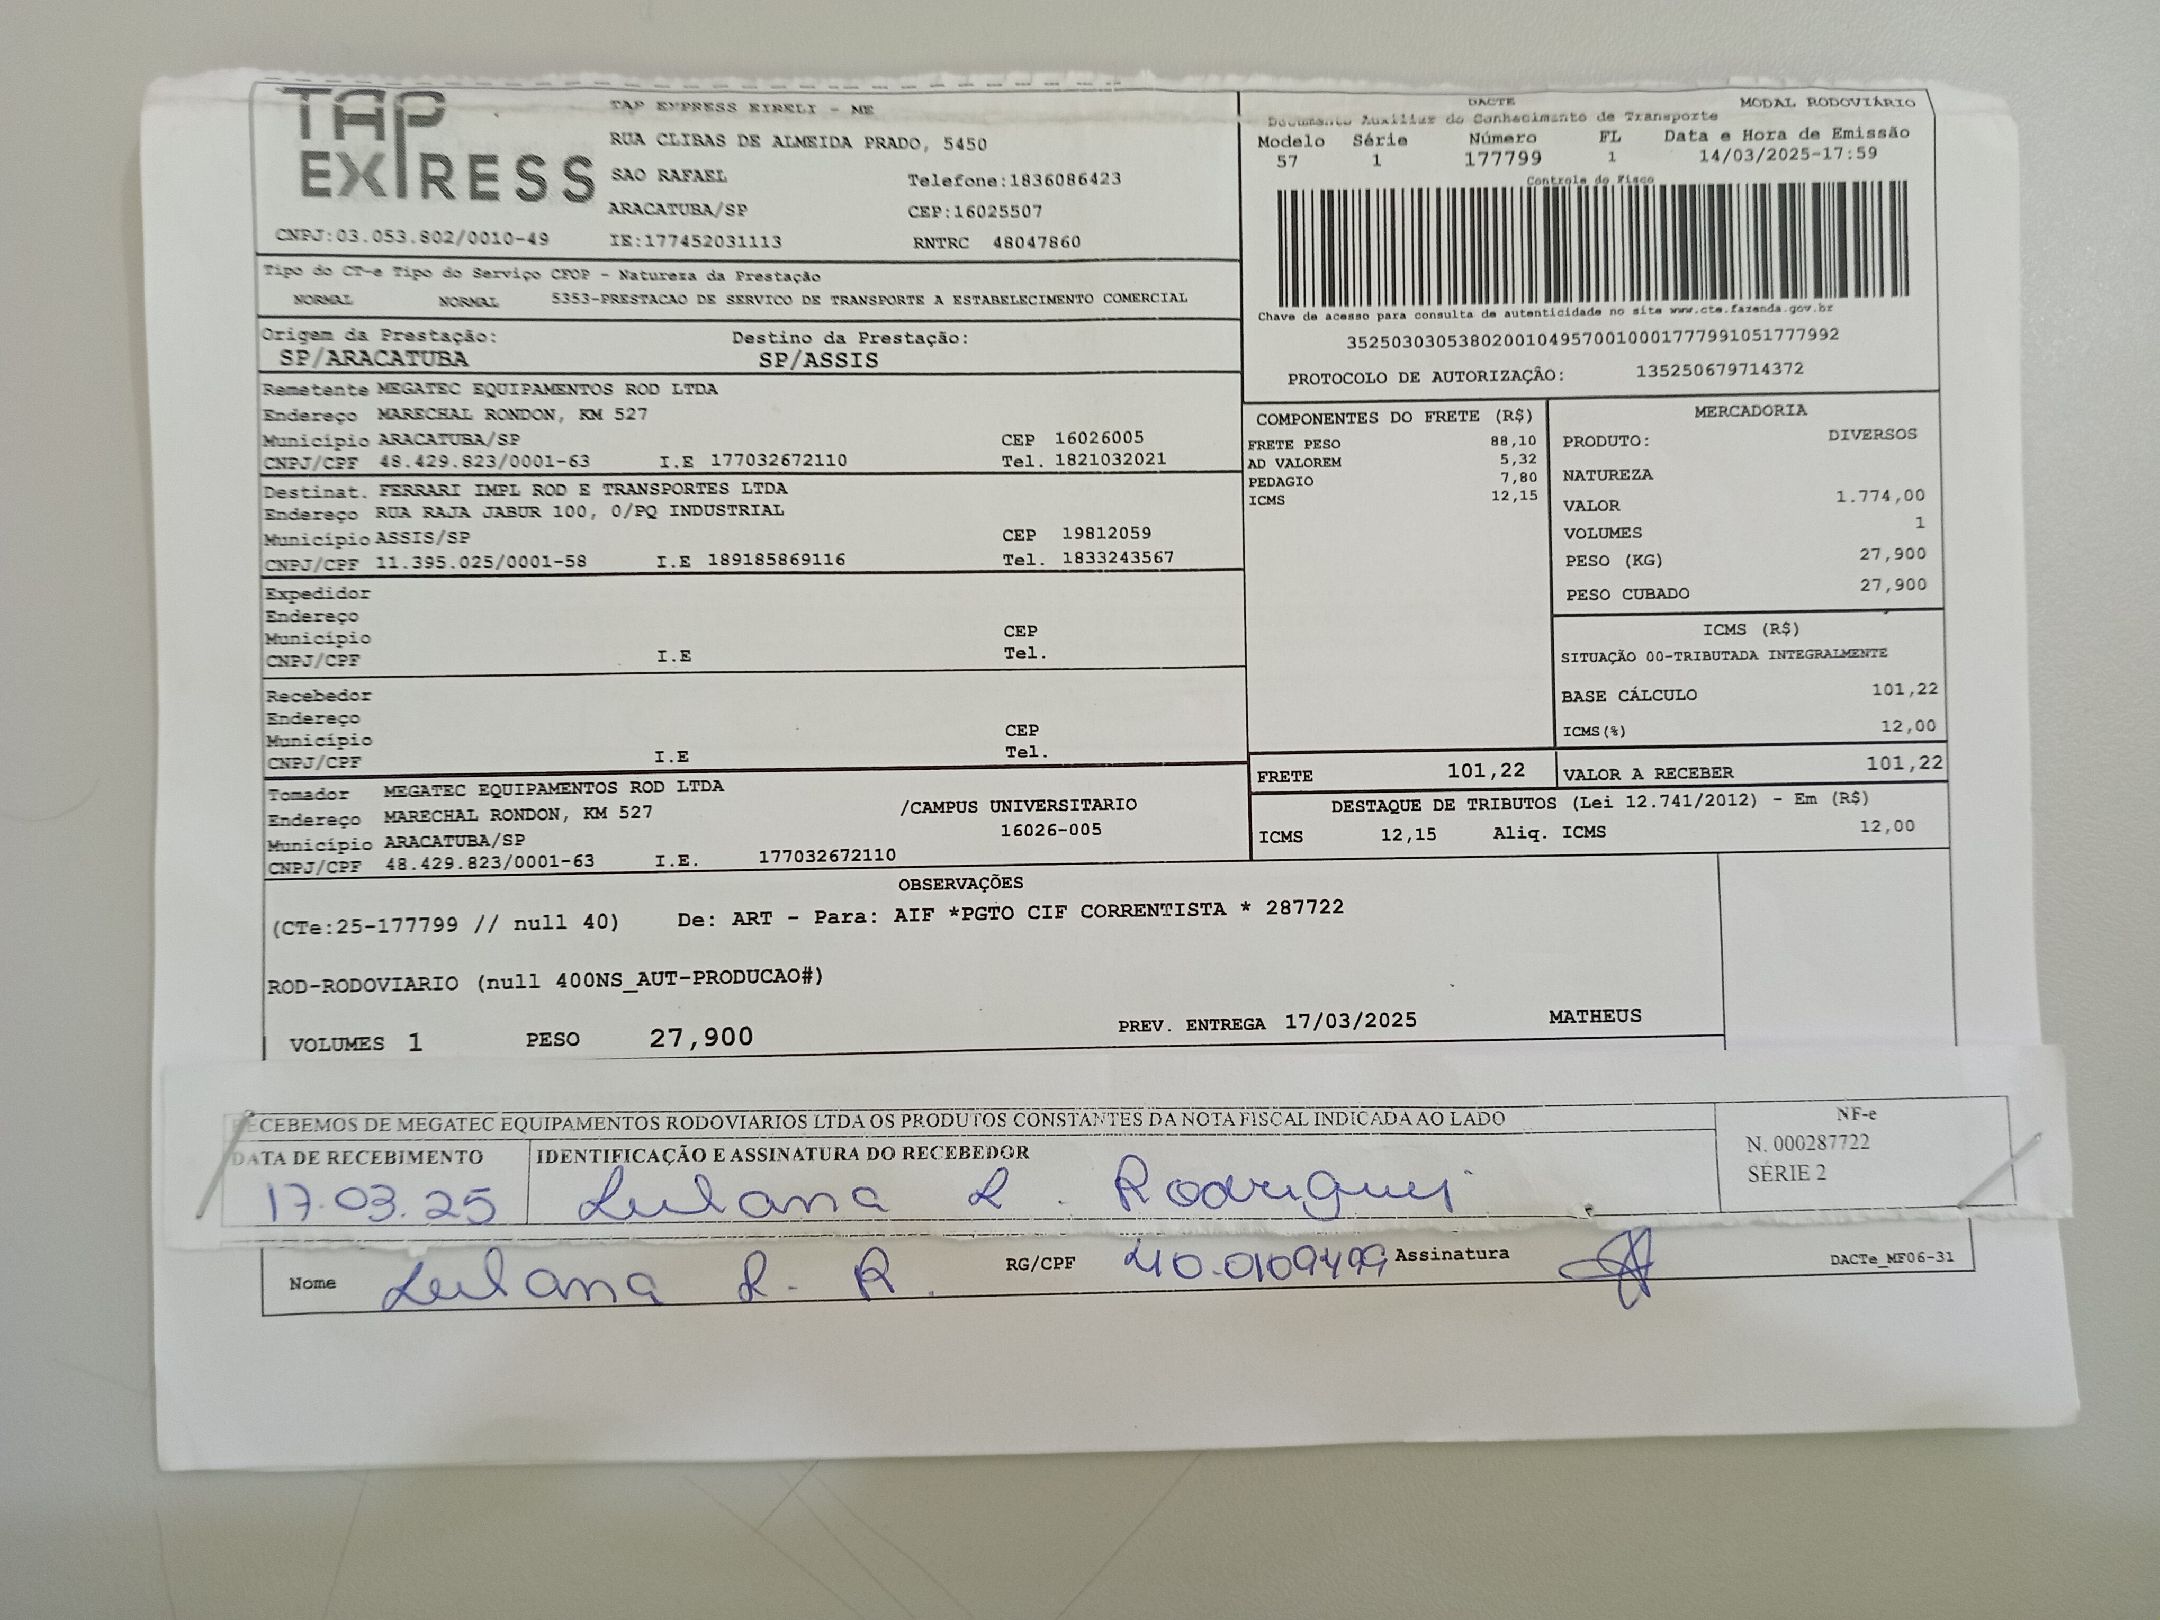 TAP EXPRESS
TAP EXPRESS EIRELI - ME
RUA CLIBAS DE ALMEIDA PRADO, 5450
SAO RAFAEL Telefone:1836086423
ARACATUBA/SP CEP:16025507
CNPJ:03.053.802/0010-49 IE:177452031113 RNTRC 48047860
DACTE MODAL RODOVIÁRIO
Documento Auxiliar do Conhecimento de Transporte
Modelo Série Número FL Data e Hora de Emissão
57 1 177799 1 14/03/2025-17:59
Controle do Fisco
Chave de acesso para consulta de autenticidade no site www.cte.fazenda.gov.br
35250303053802001049570010001777991051777992
PROTOCOLO DE AUTORIZAÇÃO: 135250679714372
Tipo do CT-e Tipo do Serviço CFOP - Natureza da Prestação
NORMAL NORMAL 5353-PRESTACAO DE SERVICO DE TRANSPORTE A ESTABELECIMENTO COMERCIAL
Origem da Prestação: Destino da Prestação:
SP/ARACATUBA SP/ASSIS
Remetente MEGATEC EQUIPAMENTOS ROD LTDA
Endereço MARECHAL RONDON, KM 527
Município ARACATUBA/SP CEP 16026005
CNPJ/CPF 48.429.823/0001-63 I.E 177032672110 Tel. 1821032021
Destinat. FERRARI IMPL ROD E TRANSPORTES LTDA
Endereço RUA RAJA JABUR 100, 0/PQ INDUSTRIAL
Município ASSIS/SP CEP 19812059
CNPJ/CPF 11.395.025/0001-58 I.E 189185869116 Tel. 1833243567
Expedidor
Endereço
Município CEP
CNPJ/CPF I.E Tel.
Recebedor
Endereço
Município CEP
CNPJ/CPF I.E Tel.
Tomador MEGATEC EQUIPAMENTOS ROD LTDA
Endereço MARECHAL RONDON, KM 527 /CAMPUS UNIVERSITARIO
Município ARACATUBA/SP 16026-005
CNPJ/CPF 48.429.823/0001-63 I.E. 177032672110
COMPONENTES DO FRETE (R$)
FRETE PESO 88,10
AD VALOREM 5,32
PEDAGIO 7,80
ICMS 12,15
MERCADORIA
PRODUTO: DIVERSOS
NATUREZA
VALOR 1.774,00
VOLUMES 1
PESO (KG) 27,900
PESO CUBADO 27,900
ICMS (R$)
SITUAÇÃO 00-TRIBUTADA INTEGRALMENTE
BASE CÁLCULO 101,22
ICMS(%) 12,00
FRETE 101,22 VALOR A RECEBER 101,22
DESTAQUE DE TRIBUTOS (Lei 12.741/2012) - Em (R$)
ICMS 12,15 Aliq. ICMS 12,00
OBSERVAÇÕES
(CTe:25-177799 // null 40) De: ART - Para: AIF *PGTO CIF CORRENTISTA * 287722
ROD-RODOVIARIO (null 400NS_AUT-PRODUCAO#)
VOLUMES 1 PESO 27,900 PREV. ENTREGA 17/03/2025 MATHEUS
RECEBEMOS DE MEGATEC EQUIPAMENTOS RODOVIARIOS LTDA OS PRODUTOS CONSTANTES DA NOTA FISCAL INDICADA AO LADO
NF-e
N. 000287722
SÉRIE 2
DATA DE RECEBIMENTO IDENTIFICAÇÃO E ASSINATURA DO RECEBEDOR
17.03.25 R. Rodrigues
Nome R. R. RG/CPF Assinatura DACTe_MF06-31